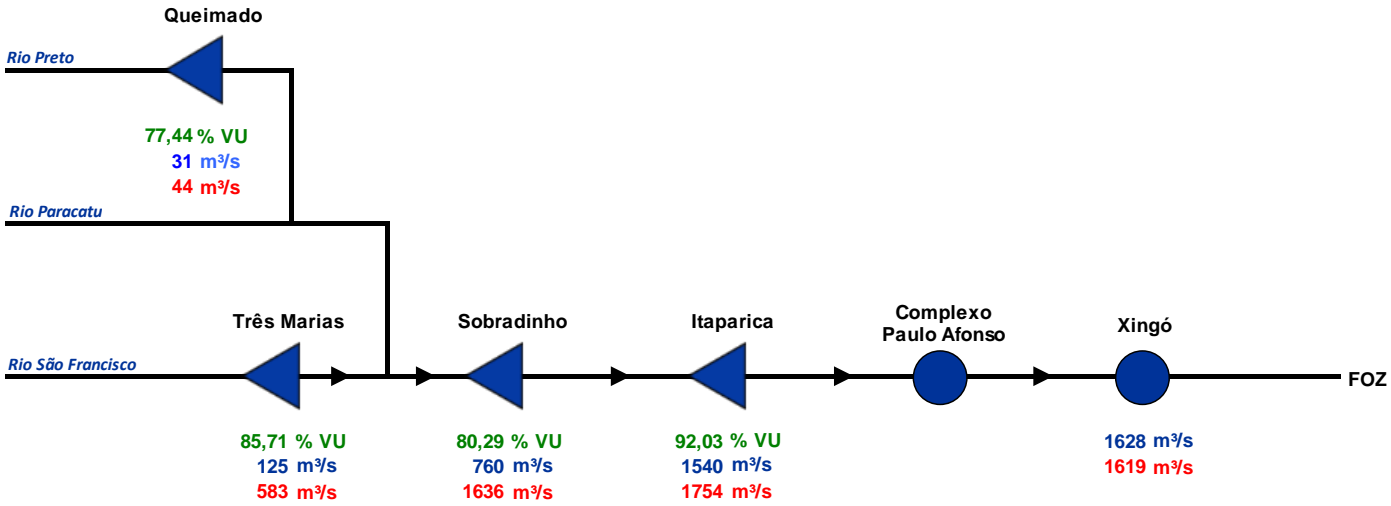 Queimado
Rio Preto
77,44 % VU
31 m³/s
44 m³/s
Rio Paracatu
Três Marias
Sobradinho
Itaparica
Complexo
Paulo Afonso
Xingó
Rio São Francisco
FOZ
85,71 % VU
125 m³/s
583 m³/s
80,29 % VU
760 m³/s
1636 m³/s
92,03 % VU
1540 m³/s
1754 m³/s
1628 m³/s
1619 m³/s